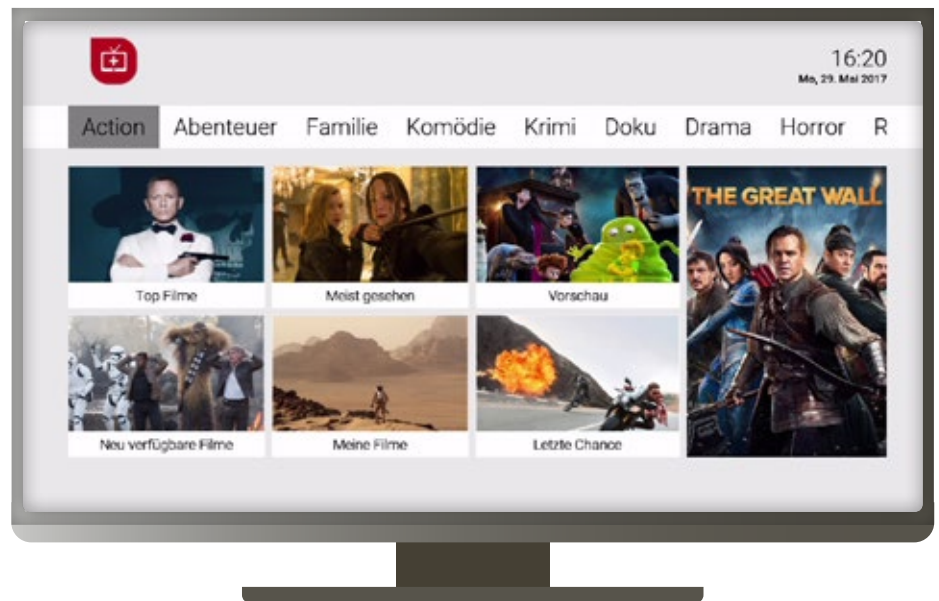 16:20
Mo, 29. Mai 2017
Action Abenteuer Familie Komödie Krimi Doku Drama Horror R
THE GREAT WALL
Top Filme Meist gesehen Vorschau
Neu verfügbare Filme Meine Filme Letzte Chance